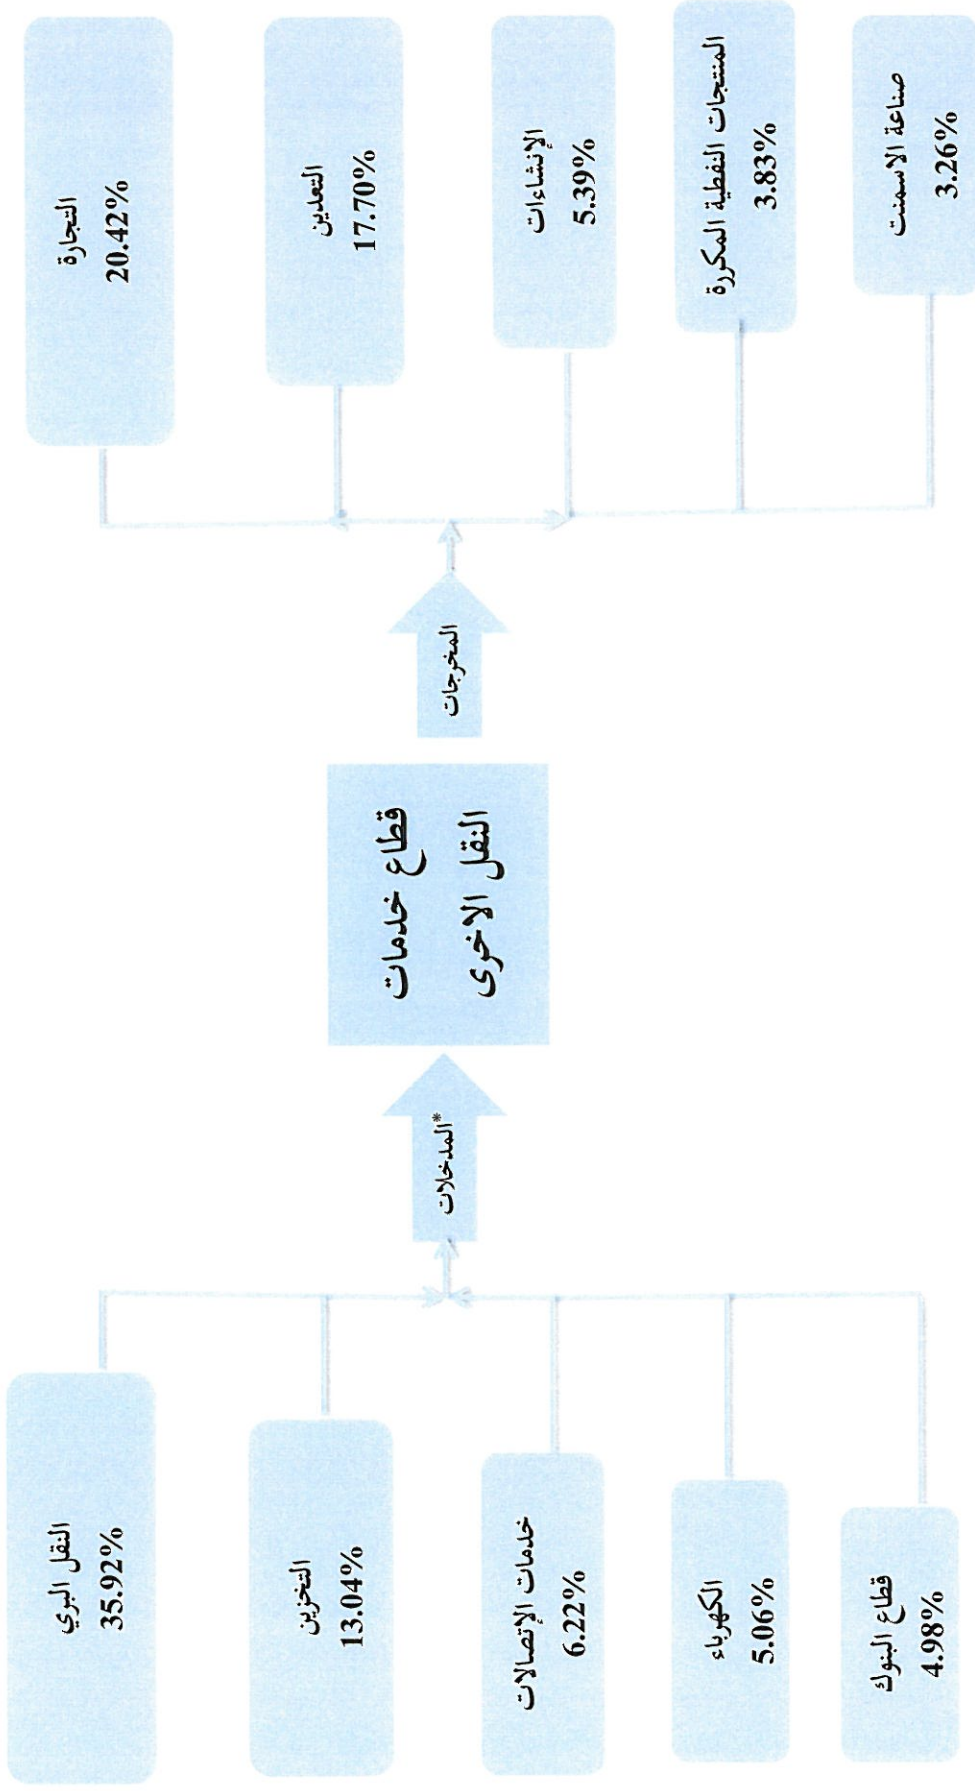 النقل البري
35.92%
التخزين
13.04%
خدمات الإتصالات
6.22%
الكهرباء
5.06%
قطاع البنوك
4.98%
المدخلات*
قطاع خدمات
النقل الاخرى
المخرجات
التجارة
20.42%
التعدين
17.70%
الإنشاءات
5.39%
المنتجات النفطية المكررة
3.83%
صناعة الاسمنت
3.26%